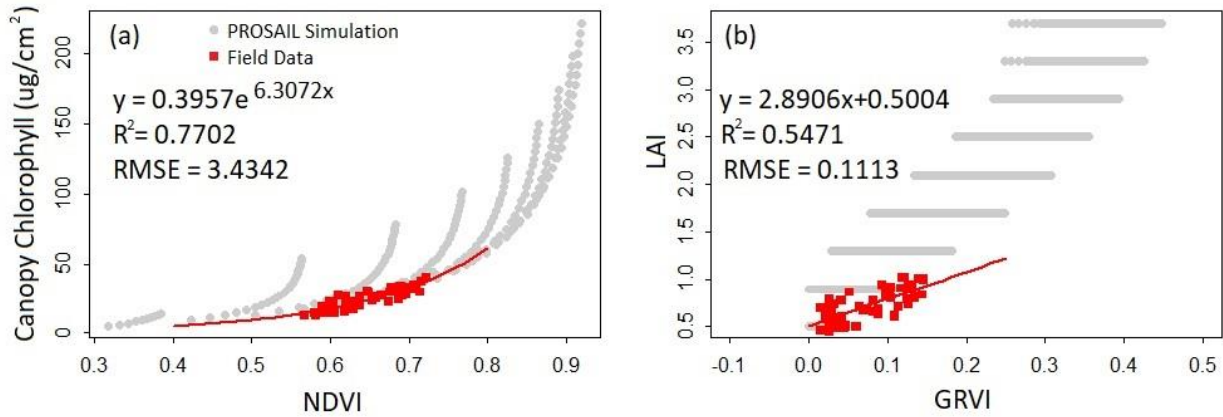 (a)
PROSAIL Simulation
Field Data
y = 0.3957e^6.3072x
R²= 0.7702
RMSE = 3.4342
Canopy Chlorophyll (ug/cm²)
200
150
100
50
0
0.3 0.4 0.5 0.6 0.7 0.8 0.9
NDVI
(b)
y = 2.8906x+0.5004
R²= 0.5471
RMSE = 0.1113
LAI
3.5
3.0
2.5
2.0
1.5
1.0
0.5
-0.1 0.0 0.1 0.2 0.3 0.4 0.5
GRVI